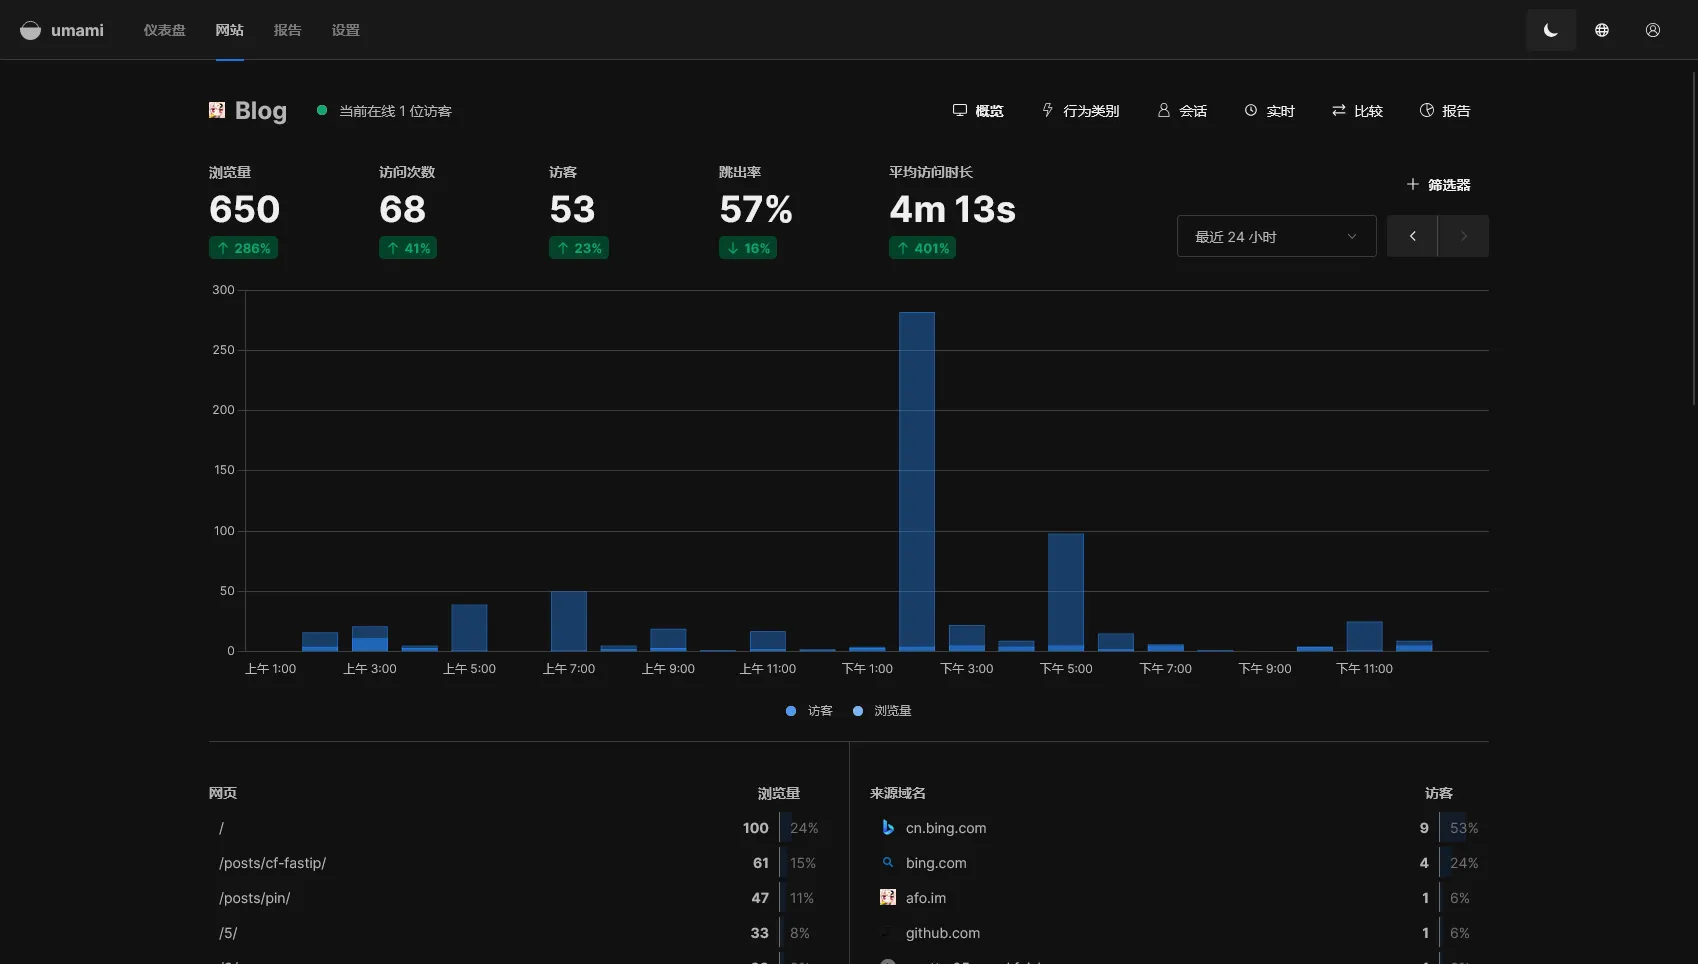 umami 仪表盘 网站 报告 设置
Blog 当前在线 1 位访客 概览 行为类别 会话 实时 比较 报告
浏览量 访问次数 访客 跳出率 平均访问时长
+ 筛选器
650 68 53 57% 4m 13s
最近 24 小时
↑ 286% ↑ 41% ↑ 23% ↓ 16% ↑ 401%
300
250
200
150
100
50
0
上午 1:00 上午 3:00 上午 5:00 上午 7:00 上午 9:00 上午 11:00 下午 1:00 下午 3:00 下午 5:00 下午 7:00 下午 9:00 下午 11:00
访客 浏览量
网页 浏览量
/ 100 24%
/posts/cf-fastip/ 61 15%
/posts/pin/ 47 11%
/5/ 33 8%
来源域名 访客
cn.bing.com 9 53%
bing.com 4 24%
afo.im 1 6%
github.com 1 6%